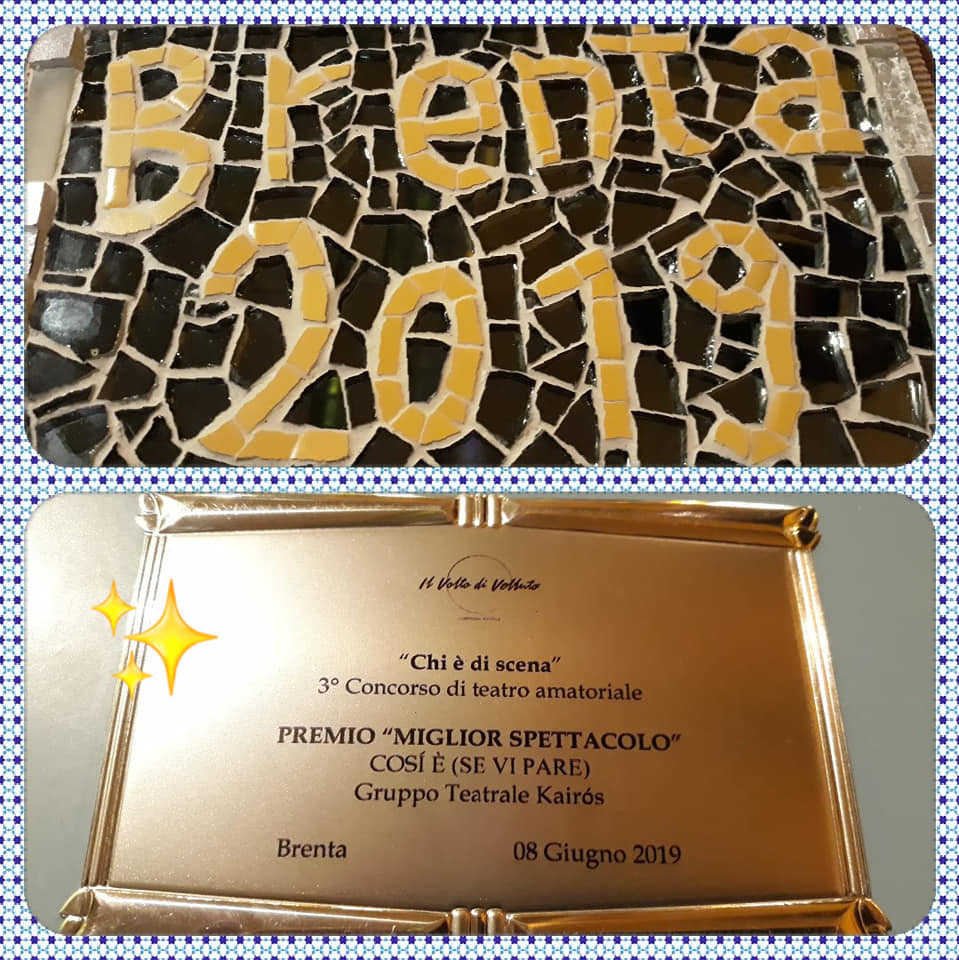 Brenta
2019
Il Volto di Velluto
"Chi è di scena"
3° Concorso di teatro amatoriale
PREMIO "MIGLIOR SPETTACOLO"
COSÍ È (SE VI PARE)
Gruppo Teatrale Kairós
Brenta 08 Giugno 2019